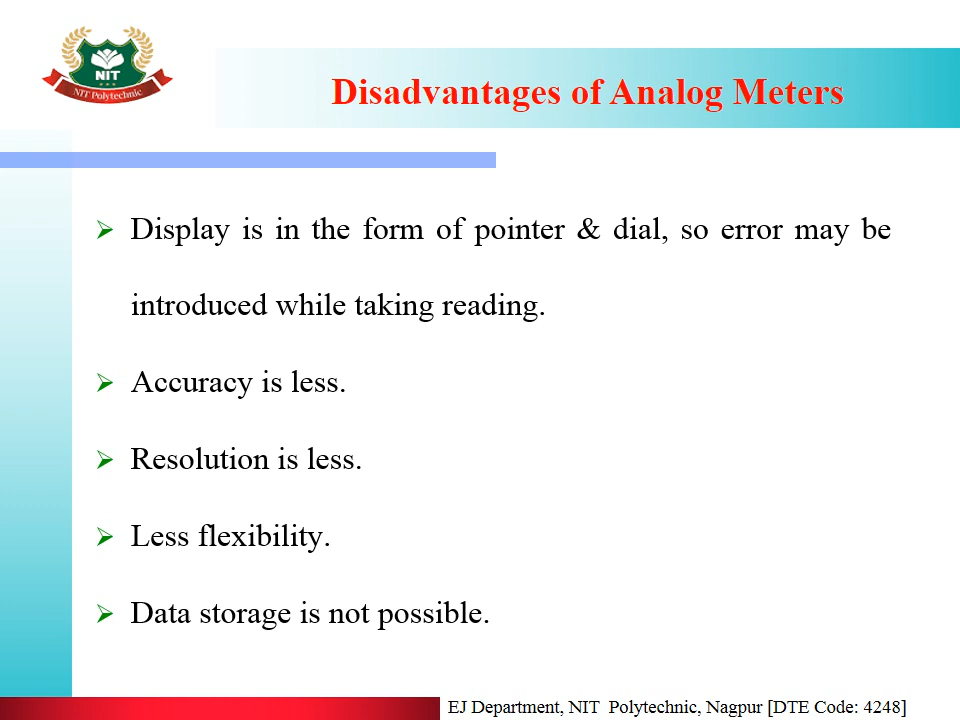 NIT
NIT Polytechnic
Disadvantages of Analog Meters
Display is in the form of pointer & dial, so error may be
introduced while taking reading.
Accuracy is less.
Resolution is less.
Less flexibility.
Data storage is not possible.
EJ Department, NIT Polytechnic, Nagpur [DTE Code: 4248]